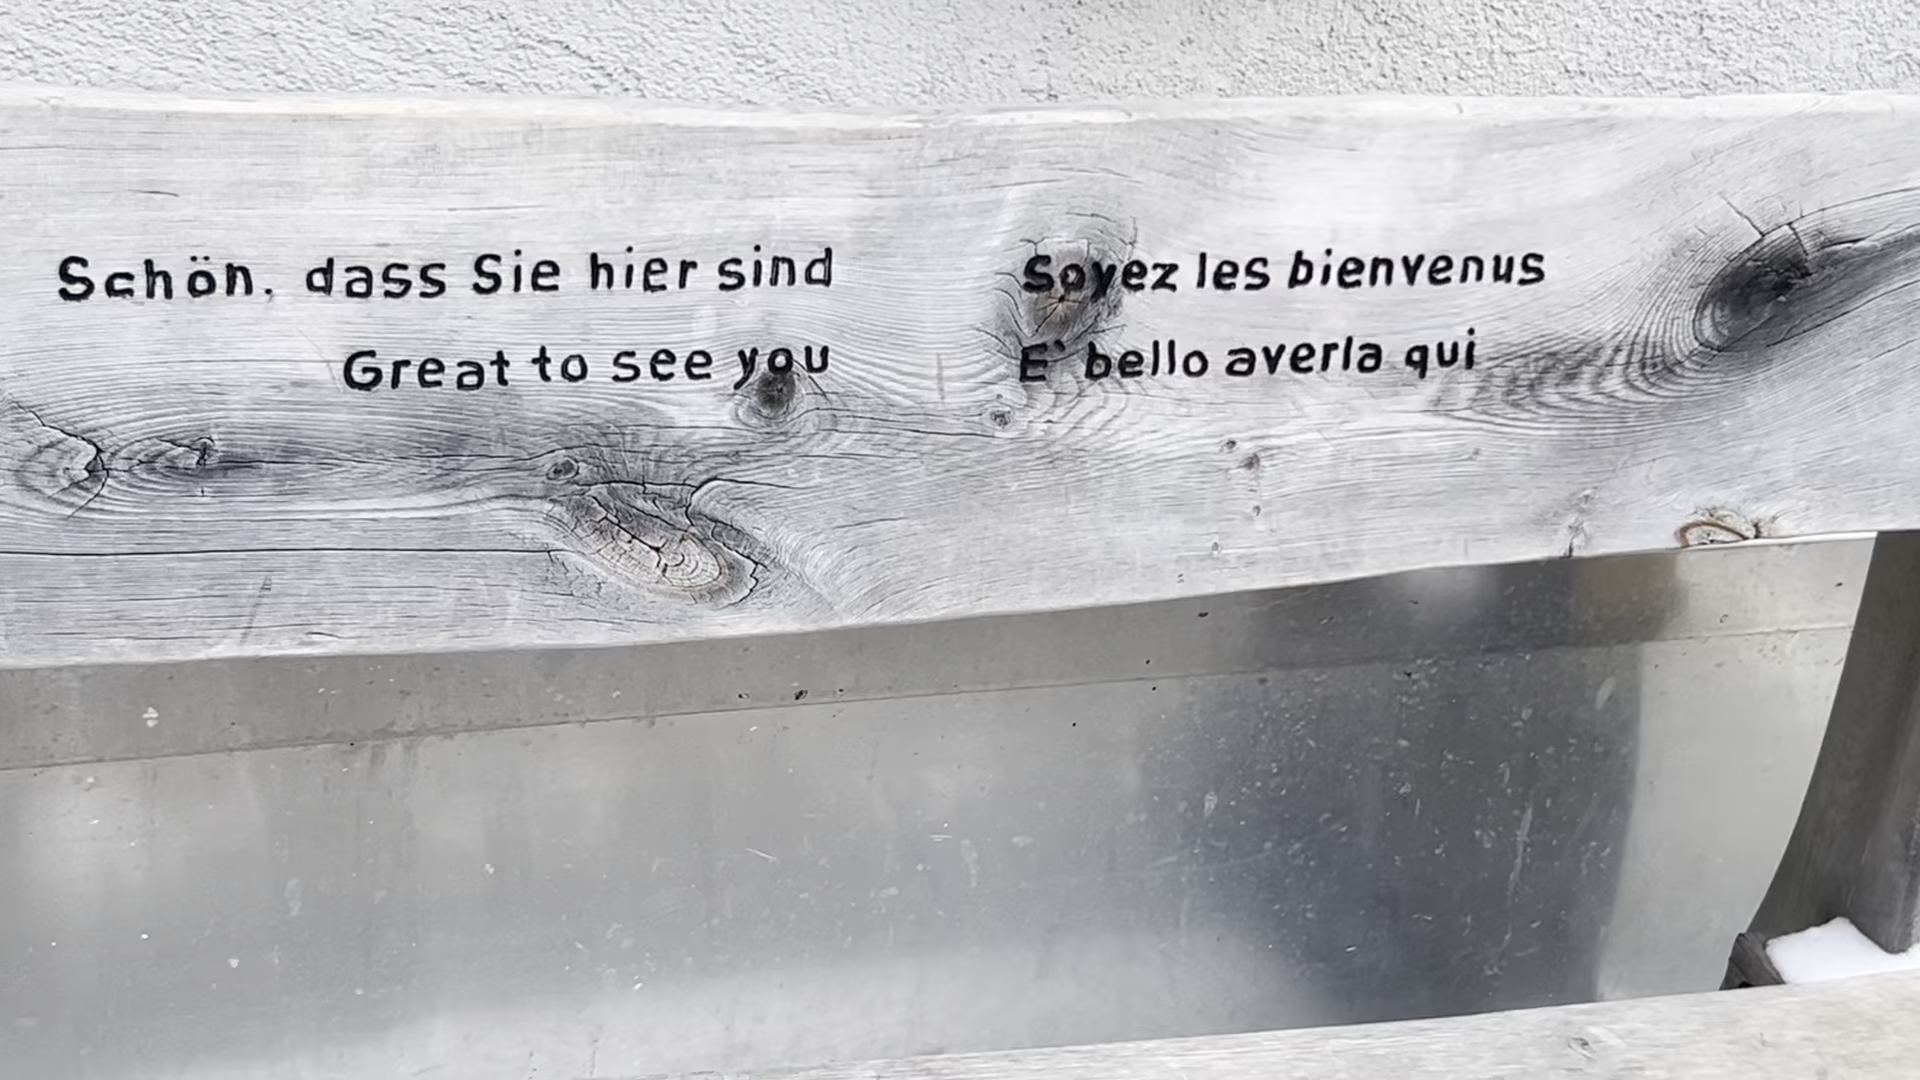 Schön. dass Sie hier sind
Great to see you
Soyez les bienvenus
E` bello averla qui